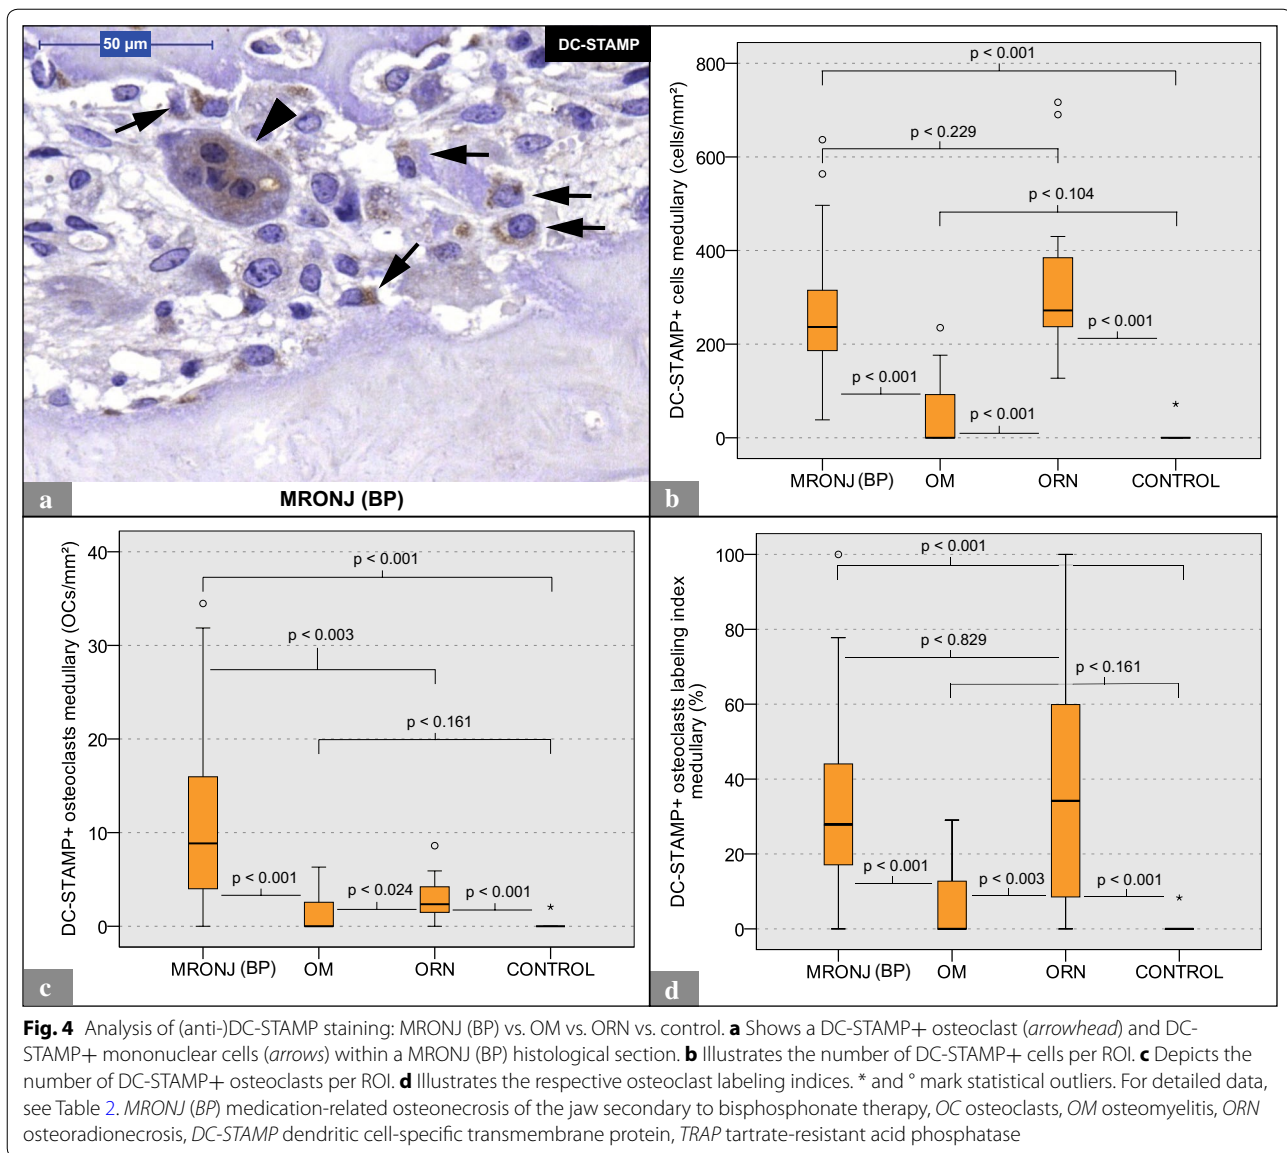 50 µm
DC-STAMP
a
MRONJ (BP)
DC-STAMP+ cells medullary (cells/mm²)
800
600
400
200
0
p < 0.001
p < 0.229
p < 0.104
p < 0.001
p < 0.001
p < 0.001
*
MRONJ (BP) OM ORN CONTROL
b
DC-STAMP+ osteoclasts medullary (OCs/mm²)
40
30
20
10
0
p < 0.001
p < 0.003
p < 0.161
p < 0.001
p < 0.024
p < 0.001
*
MRONJ (BP) OM ORN CONTROL
c
DC-STAMP+ osteoclasts labeling index
medullary (%)
100
80
60
40
20
0
p < 0.001
p < 0.829
p < 0.161
p < 0.001
p < 0.003
p < 0.001
*
MRONJ (BP) OM ORN CONTROL
d
Fig. 4 Analysis of (anti-)DC-STAMP staining: MRONJ (BP) vs. OM vs. ORN vs. control. a Shows a DC-STAMP+ osteoclast (arrowhead) and DC-
STAMP+ mononuclear cells (arrows) within a MRONJ (BP) histological section. b Illustrates the number of DC-STAMP+ cells per ROI. c Depicts the
number of DC-STAMP+ osteoclasts per ROI. d Illustrates the respective osteoclast labeling indices. * and ° mark statistical outliers. For detailed data,
see Table 2. MRONJ (BP) medication-related osteonecrosis of the jaw secondary to bisphosphonate therapy, OC osteoclasts, OM osteomyelitis, ORN
osteoradionecrosis, DC-STAMP dendritic cell-specific transmembrane protein, TRAP tartrate-resistant acid phosphatase